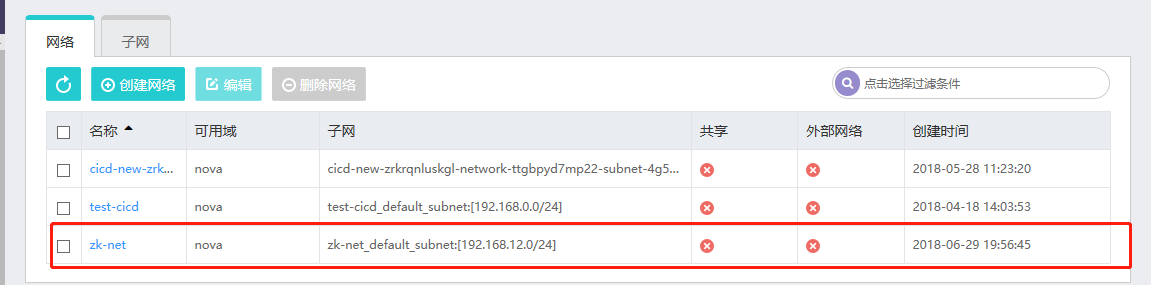 网络 子网
创建网络 编辑 删除网络 点击选择过滤条件
名称 可用域 子网 共享 外部网络 创建时间
cicd-new-zrk... nova cicd-new-zrkrqnluskgl-network-ttgbpyd7mp22-subnet-4g5... 2018-05-28 11:23:20
test-cicd nova test-cicd_default_subnet:[192.168.0.0/24] 2018-04-18 14:03:53
zk-net nova zk-net_default_subnet:[192.168.12.0/24] 2018-06-29 19:56:45